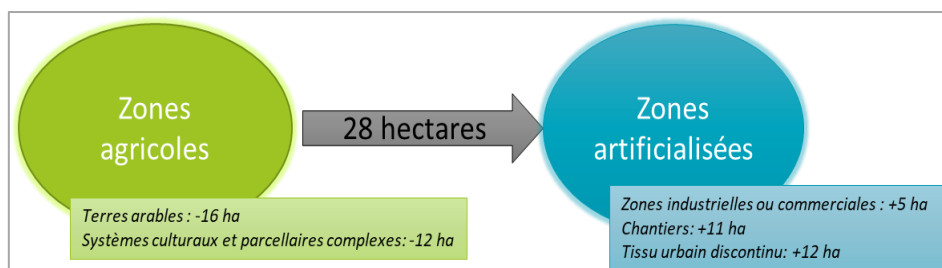 Zones
agricoles
28 hectares
Zones
artificialisées
Terres arables : -16 ha
Systèmes culturaux et parcellaires complexes: -12 ha
Zones industrielles ou commerciales : +5 ha
Chantiers: +11 ha
Tissu urbain discontinu: +12 ha